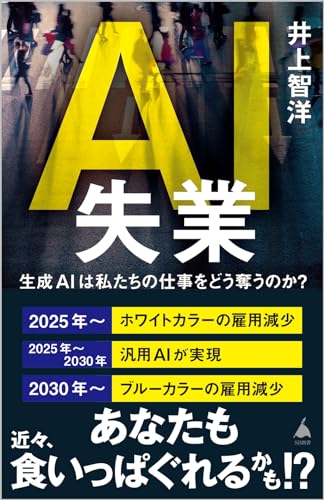 井上智洋
AI
失業
生成AIは私たちの仕事をどう奪うのか?
2025年〜 ホワイトカラーの雇用減少
2025年〜
2030年 汎用AIが実現
2030年〜 ブルーカラーの雇用減少
あなたも
近々、食いっぱぐれるかも!?
SB新書